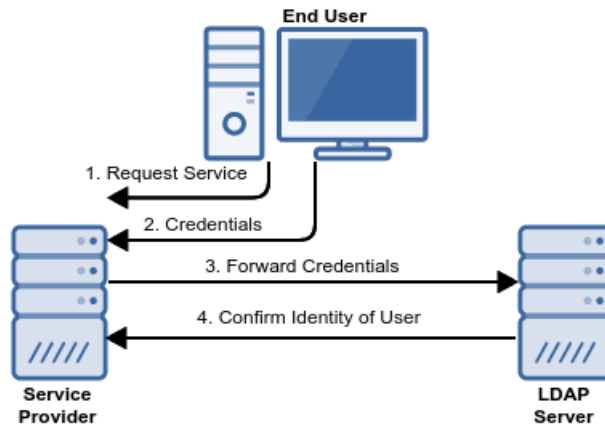 End User
1. Request Service
2. Credentials
3. Forward Credentials
4. Confirm Identity of User
Service
Provider
LDAP
Server